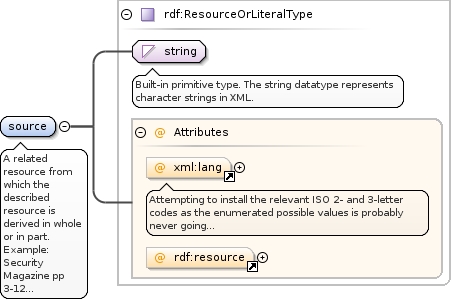 rdf:ResourceOrLiteralType
string
Built-in primitive type. The string datatype represents
character strings in XML.
source
@ Attributes
A related
resource from
which the
described
resource is
derived in whole
or in part.
Example:
Security
Magazine pp
3-12...
@ xml:lang
Attempting to install the relevant ISO 2- and 3-letter
codes as the enumerated possible values is probably
never going...
@ rdf:resource